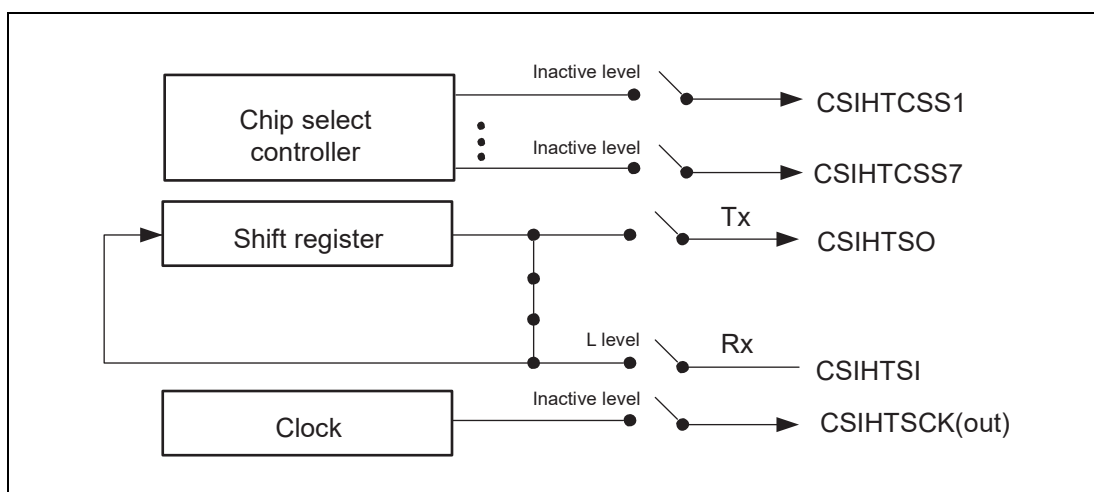 Inactive level
CSIHTCSS1
Chip select
controller
Inactive level
CSIHTCSS7
Shift register
Tx
CSIHTSO
L level
Rx
CSIHTSI
Inactive level
Clock
CSIHTSCK(out)